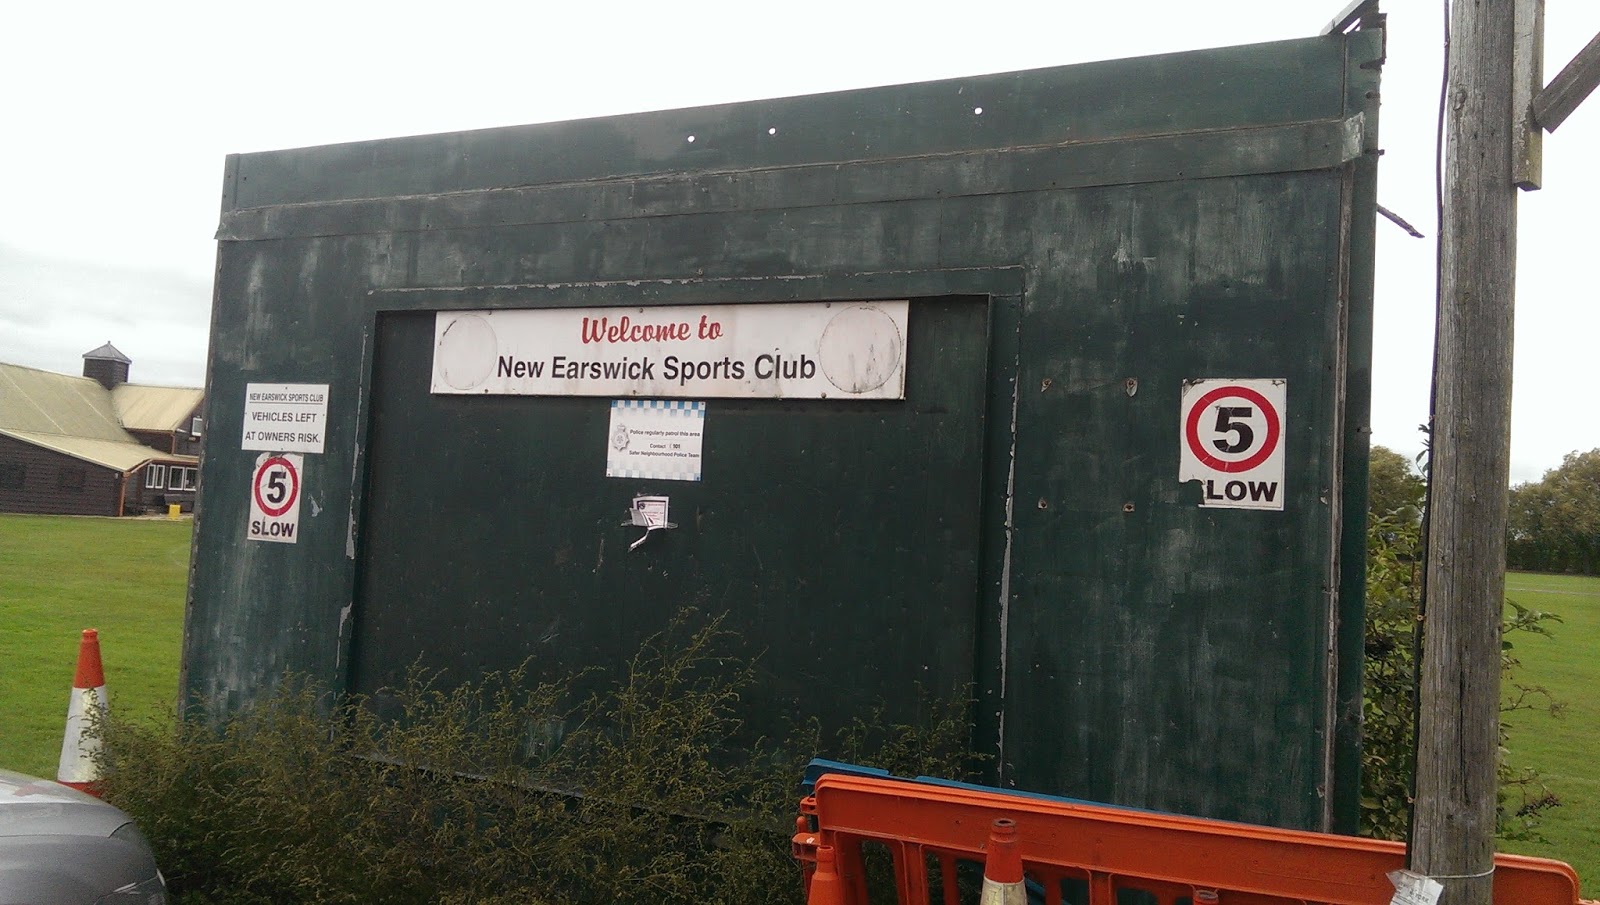 Welcome to
New Earswick Sports Club
NEW EARSWICK SPORTS CLUB
VEHICLES LEFT
AT OWNERS RISK.
5
SLOW
Police regularly patrol this area
Contact 101
Safer Neighbourhood Police Team
5
LOW